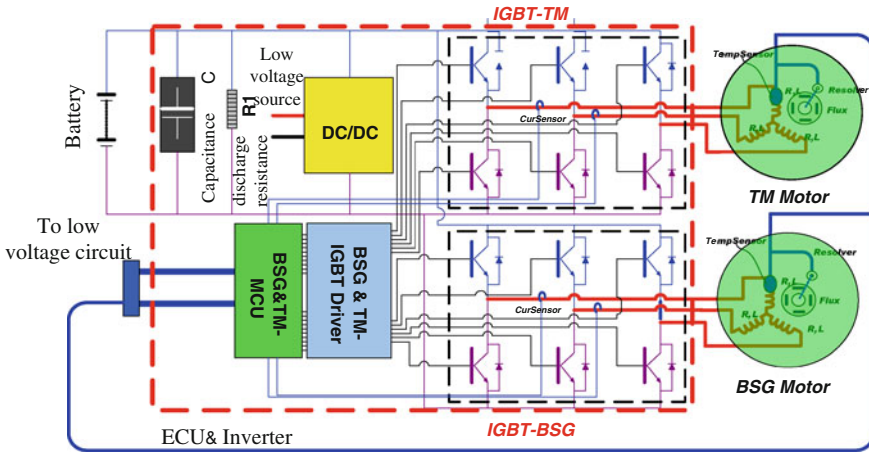 IGBT-TM
Battery
C
Capacitance
R1
discharge
resistance
Low
voltage
source
DC/DC
CurSensor
TempSensor
Resolver
R,L
Flux
R,L
R,L
TM Motor
To low
voltage circuit
BSG&TM-
MCU
BSG & TM-
IGBT Driver
CurSensor
TempSensor
Resolver
R,L
Flux
R,L
R,L
BSG Motor
ECU& Inverter
IGBT-BSG